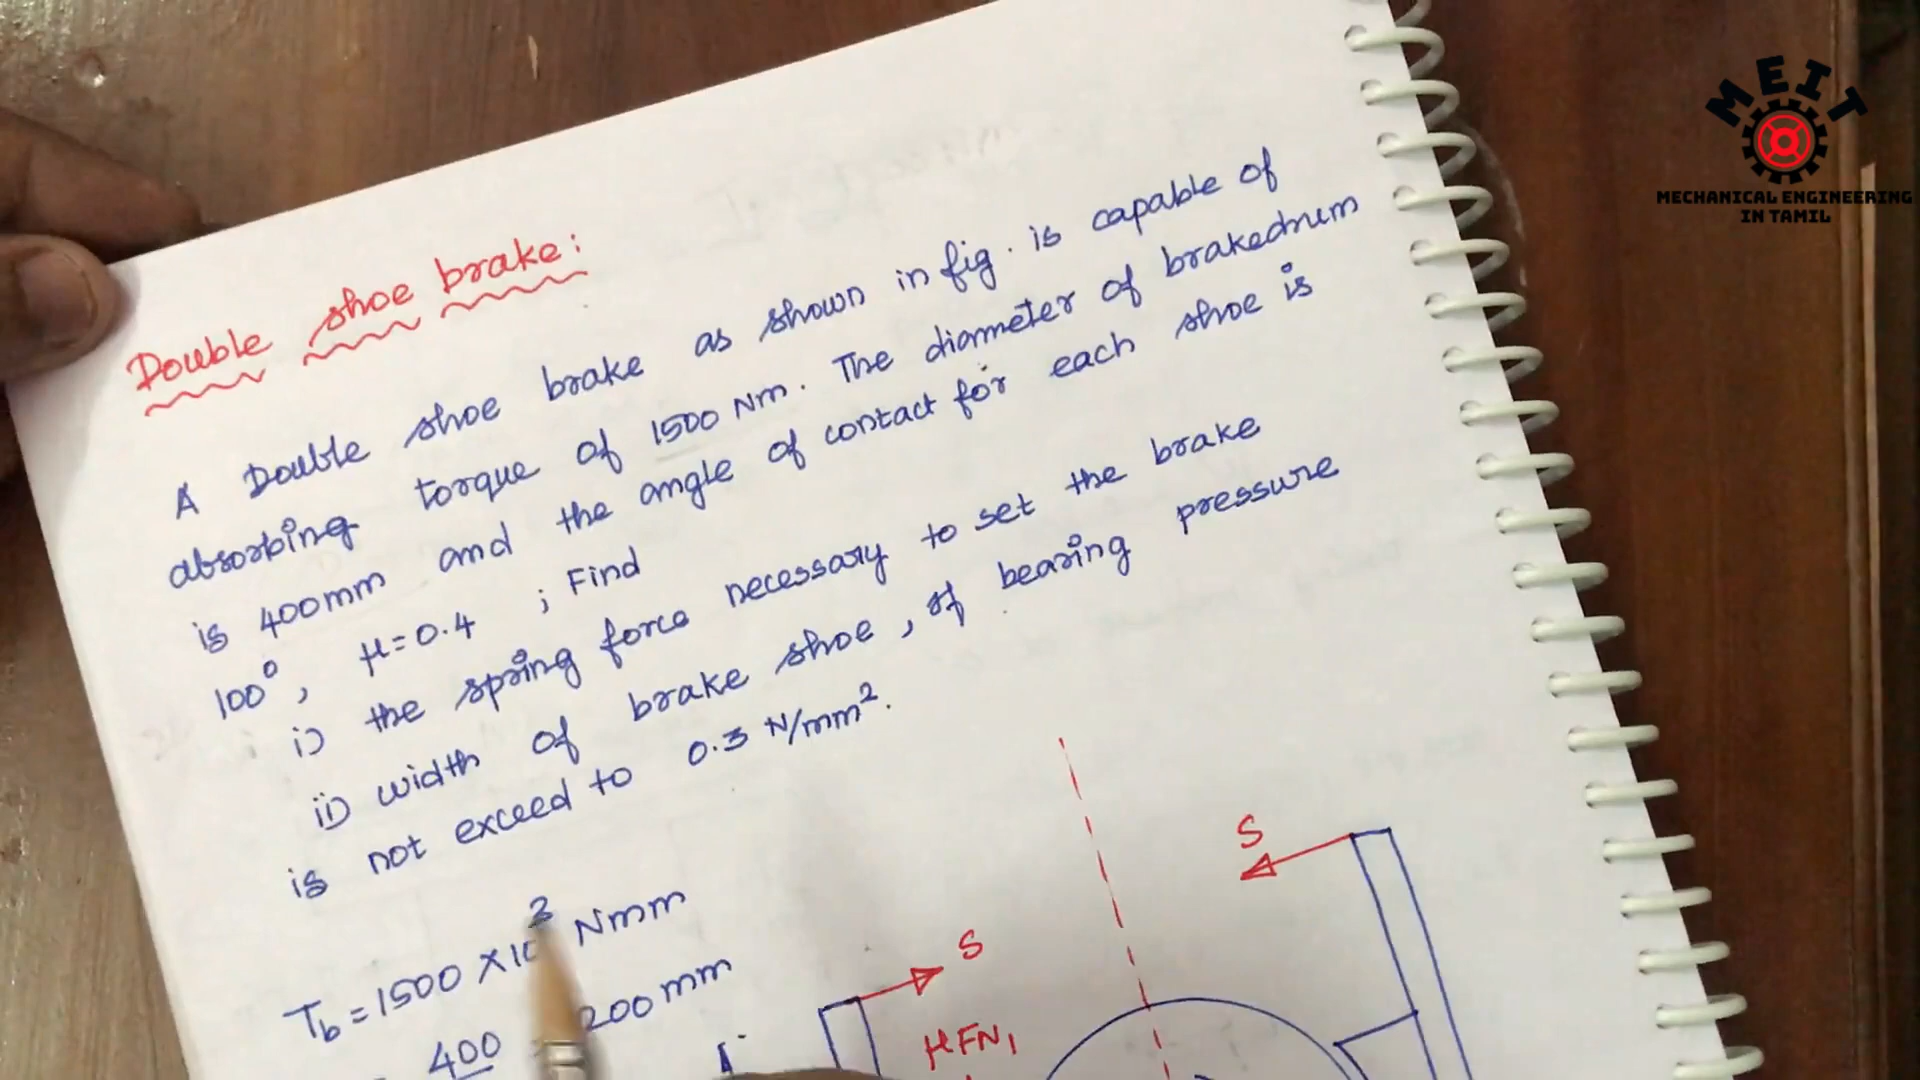 Double shoe brake:
A Double shoe brake as shown in fig. is capable of
absorbing torque of 1500 Nm. The diameter of brakedrum
is 400mm and the angle of contact for each shoe is
100°, μ=0.4 ; Find
i) the spring force necessary to set the brake
ii) width of brake shoe, if bearing pressure
is not exceed to 0.3 N/mm².
Tb = 1500 × 10³ Nmm
400
200 mm
S
S
μFN1
MEIT
MECHANICAL ENGINEERING
IN TAMIL